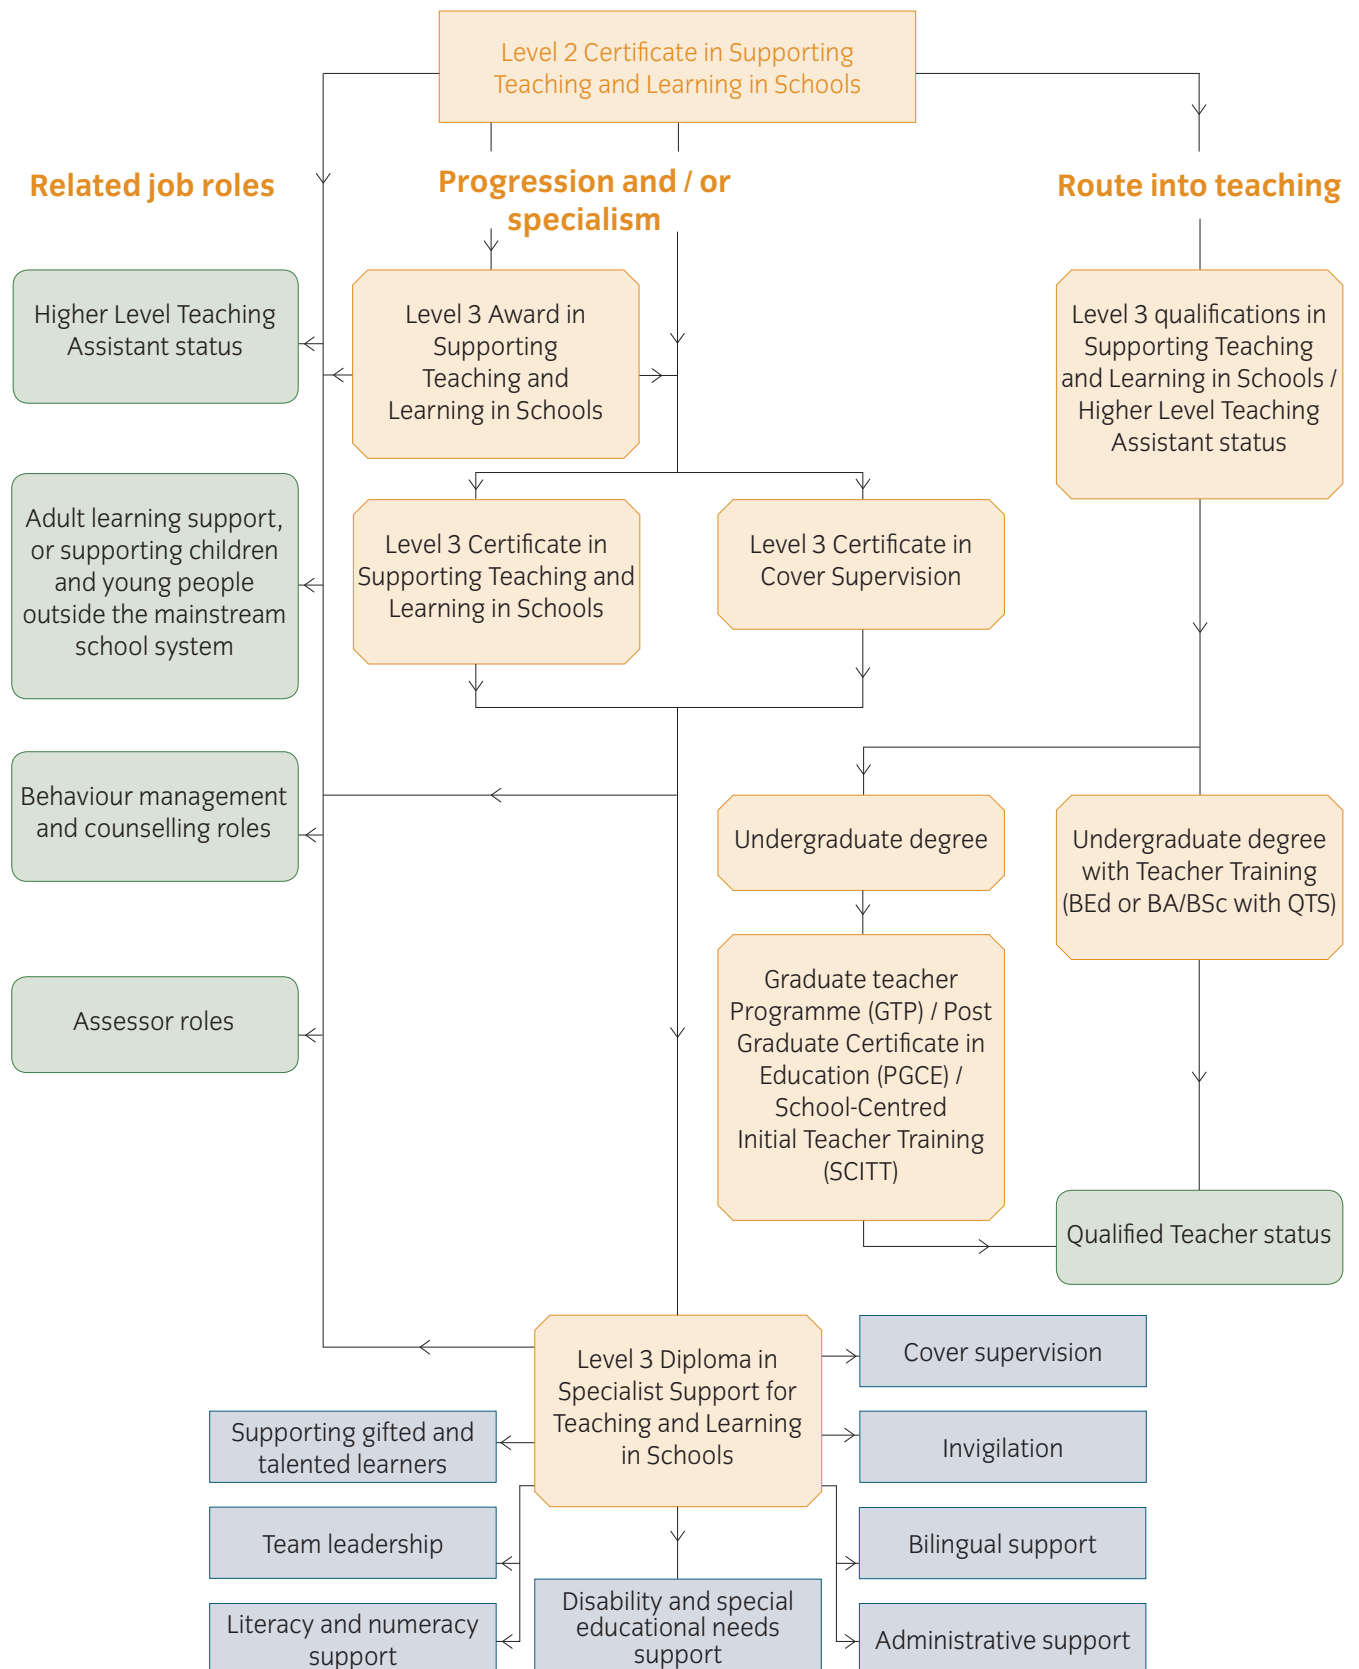 Level 2 Certificate in Supporting
Teaching and Learning in Schools
Related job roles
Progression and / or
specialism
Route into teaching
Higher Level Teaching
Assistant status
Level 3 Award in
Supporting
Teaching and
Learning in Schools
Level 3 qualifications in
Supporting Teaching
and Learning in Schools /
Higher Level Teaching
Assistant status
Adult learning support,
or supporting children
and young people
outside the mainstream
school system
Level 3 Certificate in
Supporting Teaching and
Learning in Schools
Level 3 Certificate in
Cover Supervision
Behaviour management
and counselling roles
Undergraduate degree
Undergraduate degree
with Teacher Training
(BEd or BA/BSc with QTS)
Assessor roles
Graduate teacher
Programme (GTP) / Post
Graduate Certificate in
Education (PGCE) /
School-Centred
Initial Teacher Training
(SCITT)
Qualified Teacher status
Level 3 Diploma in
Specialist Support for
Teaching and Learning
in Schools
Cover supervision
Supporting gifted and
talented learners
Invigilation
Team leadership
Bilingual support
Literacy and numeracy
support
Disability and special
educational needs
support
Administrative support